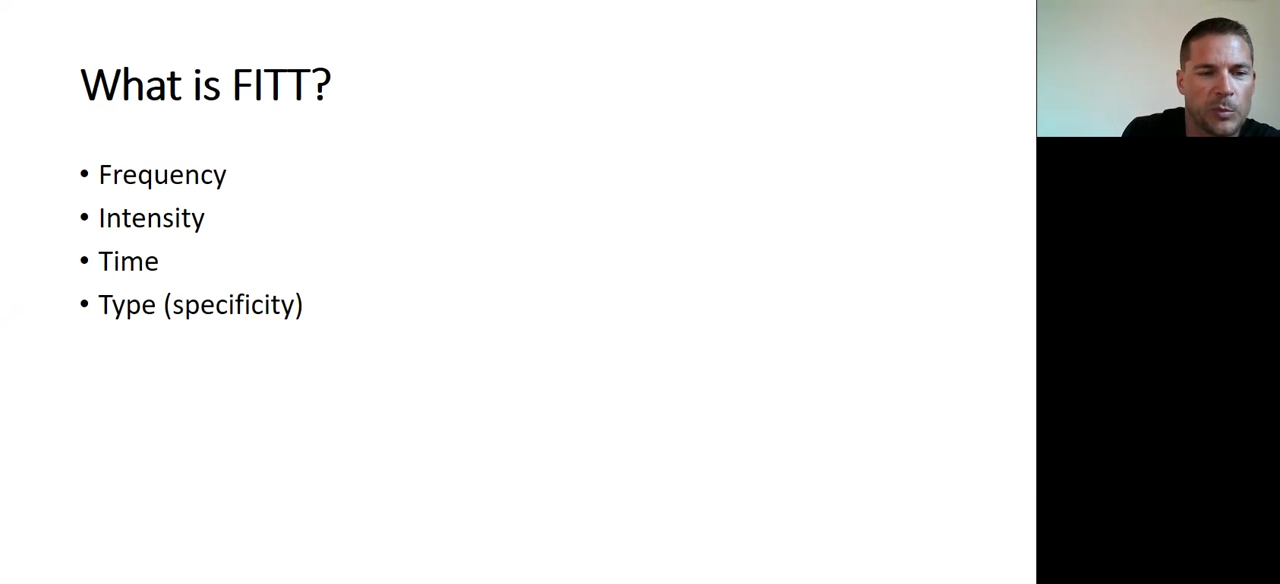 What is FITT?
• Frequency
• Intensity
• Time
• Type (specificity)